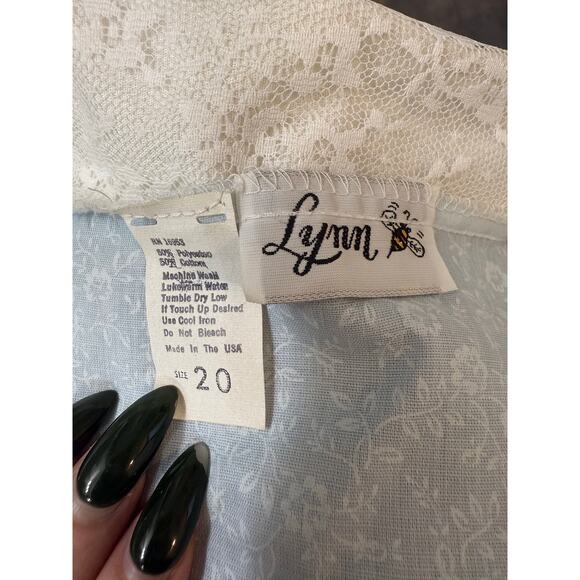 Lynn
RN 16953
50% Polyester
50% Cotton
Machine Wash
Lukewarm Water
Tumble Dry Low
If Touch Up Desired
Use Cool Iron
Do Not Bleach
Made In The USA
SIZE 20